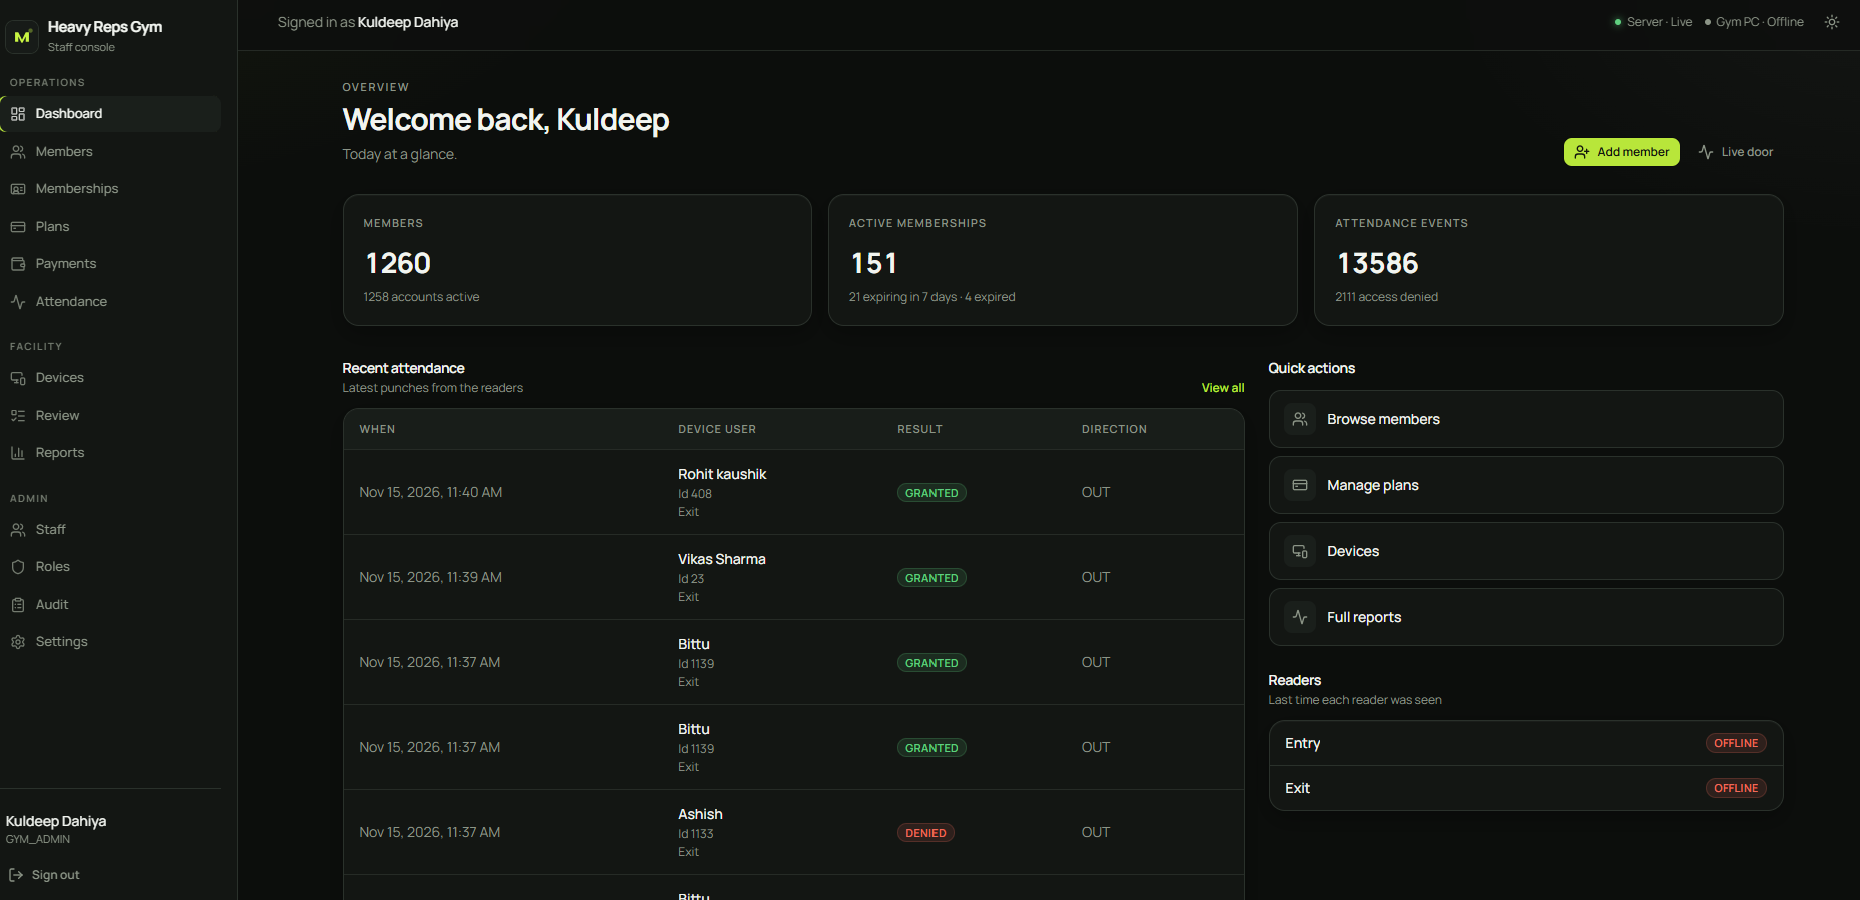 Heavy Reps Gym
Staff console
OPERATIONS
Dashboard
Members
Memberships
Plans
Payments
Attendance
FACILITY
Devices
Review
Reports
ADMIN
Staff
Roles
Audit
Settings
Kuldeep Dahiya
GYM_ADMIN
Sign out
Signed in as Kuldeep Dahiya
Server · Live
Gym PC · Offline
OVERVIEW
Welcome back, Kuldeep
Today at a glance.
Add member
Live door
MEMBERS
1260
1258 accounts active
ACTIVE MEMBERSHIPS
151
21 expiring in 7 days · 4 expired
ATTENDANCE EVENTS
13586
2111 access denied
Recent attendance
Latest punches from the readers
View all
WHEN DEVICE USER RESULT DIRECTION
Nov 15, 2026, 11:40 AM
Rohit kaushik
Id 408
Exit
GRANTED
OUT
Nov 15, 2026, 11:39 AM
Vikas Sharma
Id 23
Exit
GRANTED
OUT
Nov 15, 2026, 11:37 AM
Bittu
Id 1139
Exit
GRANTED
OUT
Nov 15, 2026, 11:37 AM
Bittu
Id 1139
Exit
GRANTED
OUT
Nov 15, 2026, 11:37 AM
Ashish
Id 1133
Exit
DENIED
OUT
Bittu
Quick actions
Browse members
Manage plans
Devices
Full reports
Readers
Last time each reader was seen
Entry
OFFLINE
Exit
OFFLINE